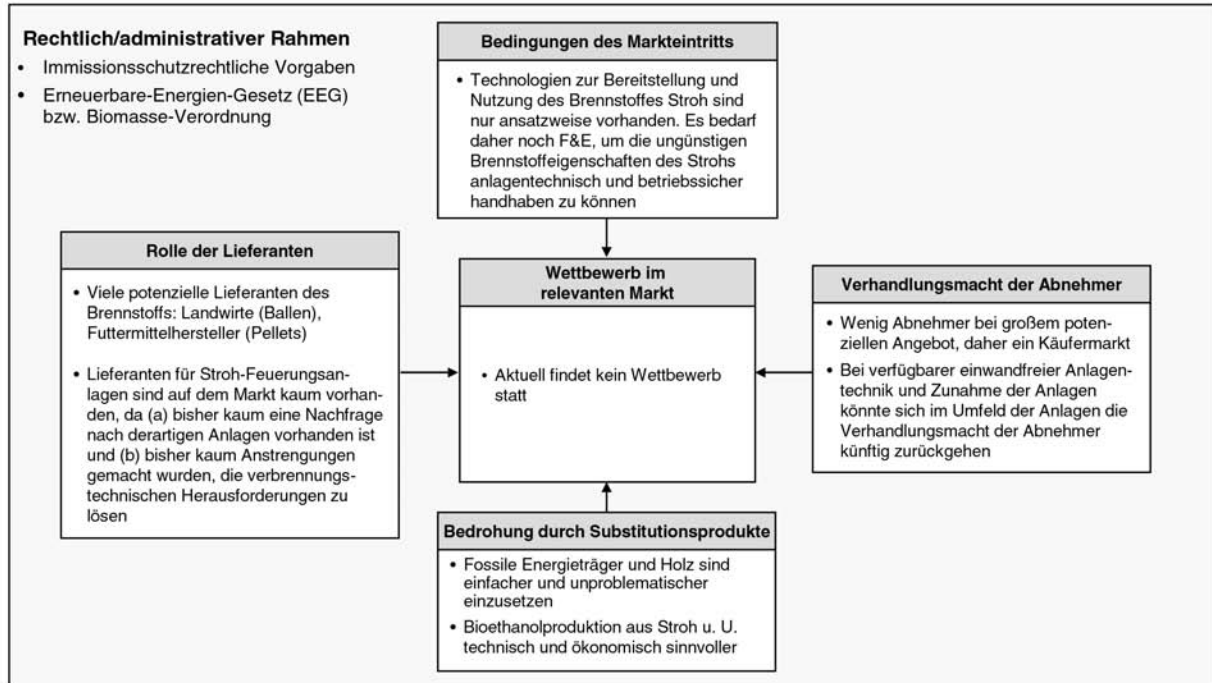 Rechtlich/administrativer Rahmen
• Immissionsschutzrechtliche Vorgaben
• Erneuerbare-Energien-Gesetz (EEG)
bzw. Biomasse-Verordnung
Bedingungen des Markteintritts
• Technologien zur Bereitstellung und
Nutzung des Brennstoffes Stroh sind
nur ansatzweise vorhanden. Es bedarf
daher noch F&E, um die ungünstigen
Brennstoffeigenschaften des Strohs
anlagentechnisch und betriebssicher
handhaben zu können
Rolle der Lieferanten
• Viele potenzielle Lieferanten des
Brennstoffs: Landwirte (Ballen),
Futtermittelhersteller (Pellets)
• Lieferanten für Stroh-Feuerungsan-
lagen sind auf dem Markt kaum vorhan-
den, da (a) bisher kaum eine Nachfrage
nach derartigen Anlagen vorhanden ist
und (b) bisher kaum Anstrengungen
gemacht wurden, die verbrennungs-
technischen Herausforderungen zu
lösen
Wettbewerb im
relevanten Markt
• Aktuell findet kein Wettbewerb
statt
Verhandlungsmacht der Abnehmer
• Wenig Abnehmer bei großem poten-
ziellen Angebot, daher ein Käufermarkt
• Bei verfügbarer einwandfreier Anlagen-
technik und Zunahme der Anlagen
könnte sich im Umfeld der Anlagen die
Verhandlungsmacht der Abnehmer
künftig zurückgehen
Bedrohung durch Substitutionsprodukte
• Fossile Energieträger und Holz sind
einfacher und unproblematischer
einzusetzen
• Bioethanolproduktion aus Stroh u. U.
technisch und ökonomisch sinnvoller